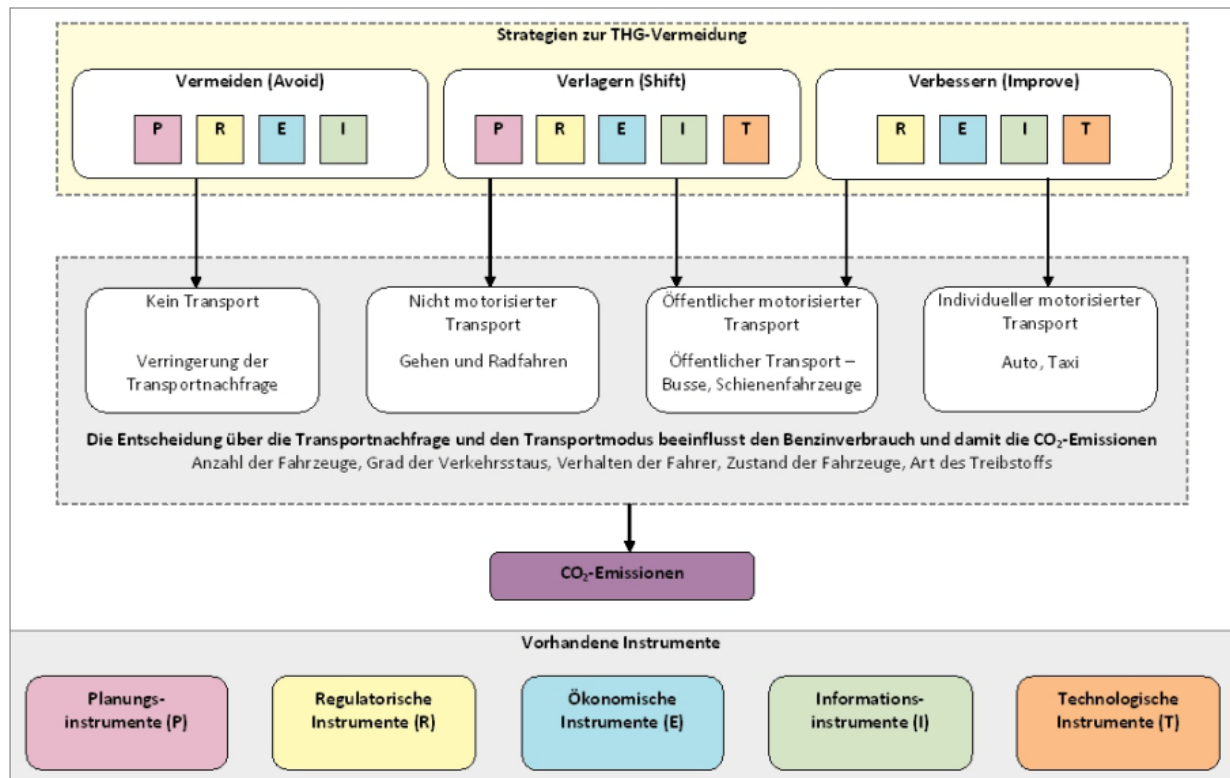 Strategien zur THG-Vermeidung
Vermeiden (Avoid)
P R E I
Verlagern (Shift)
P R E I T
Verbessern (Improve)
R E I T
Kein Transport
Verringerung der
Transportnachfrage
Nicht motorisierter
Transport
Gehen und Radfahren
Öffentlicher motorisierter
Transport
Öffentlicher Transport –
Busse, Schienenfahrzeuge
Individueller motorisierter
Transport
Auto, Taxi
Die Entscheidung über die Transportnachfrage und den Transportmodus beeinflusst den Benzinverbrauch und damit die CO₂-Emissionen
Anzahl der Fahrzeuge, Grad der Verkehrsstaus, Verhalten der Fahrer, Zustand der Fahrzeuge, Art des Treibstoffs
CO₂-Emissionen
Vorhandene Instrumente
Planungs-
instrumente (P)
Regulatorische
Instrumente (R)
Ökonomische
Instrumente (E)
Informations-
instrumente (I)
Technologische
Instrumente (T)